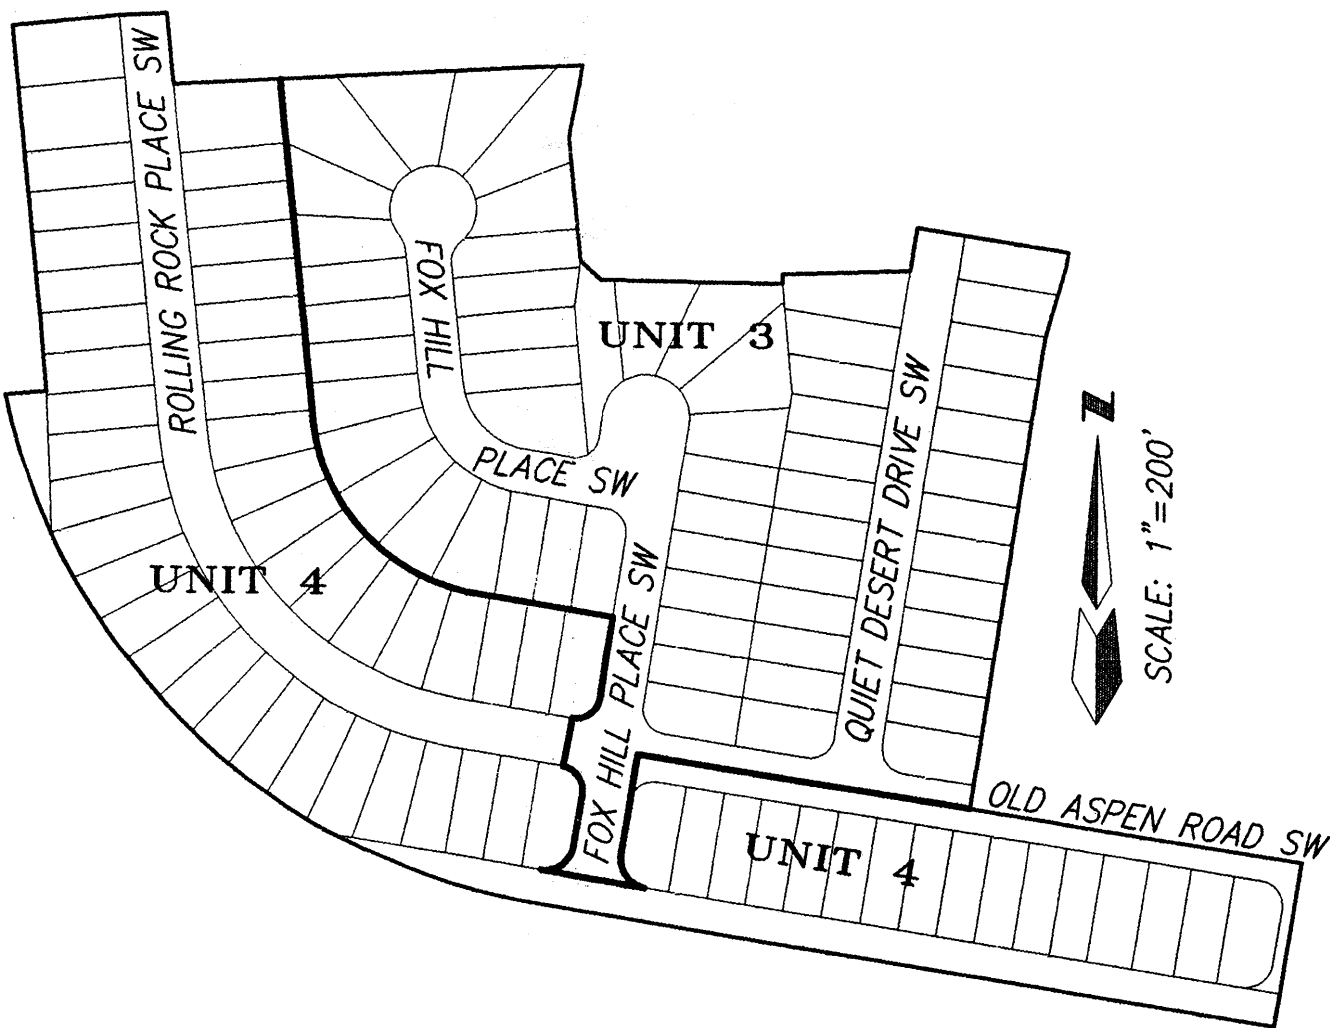 ROLLING ROCK PLACE SW
FOX HILL
PLACE SW
UNIT 3
QUIET DESERT DRIVE SW
N
SCALE: 1"=200'
UNIT 4
FOX HILL PLACE SW
OLD ASPEN ROAD SW
UNIT 4